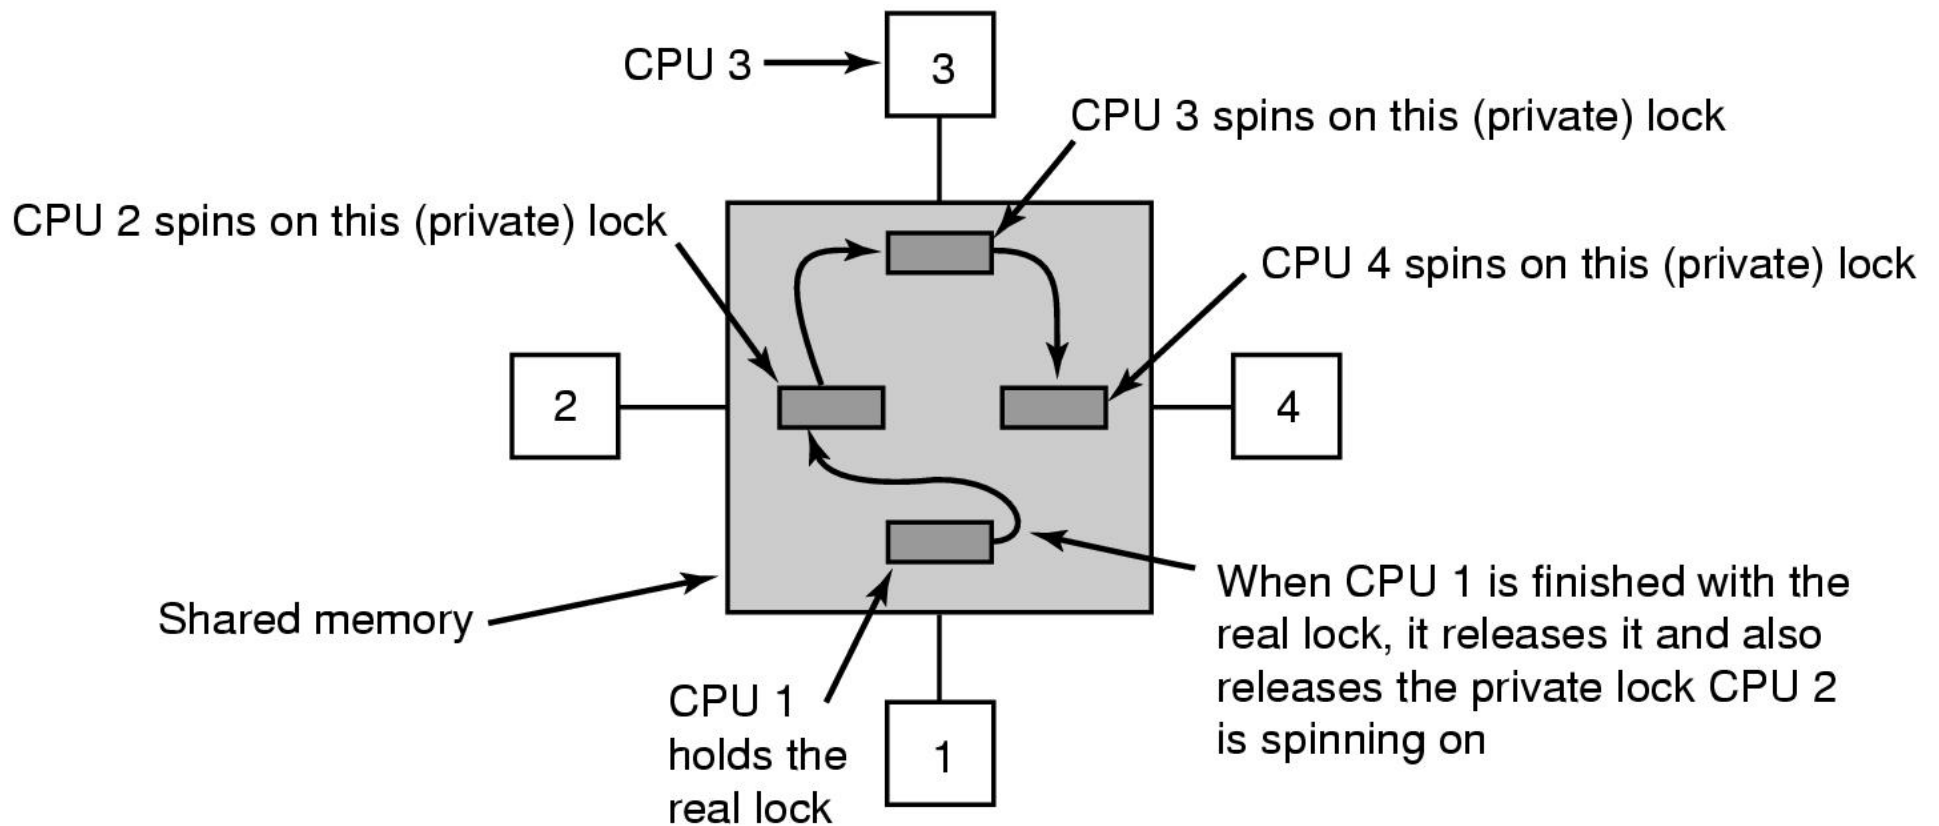 CPU 3
3
CPU 3 spins on this (private) lock
CPU 2 spins on this (private) lock
CPU 4 spins on this (private) lock
2
4
Shared memory
When CPU 1 is finished with the
real lock, it releases it and also
releases the private lock CPU 2
is spinning on
CPU 1
holds the
real lock
1